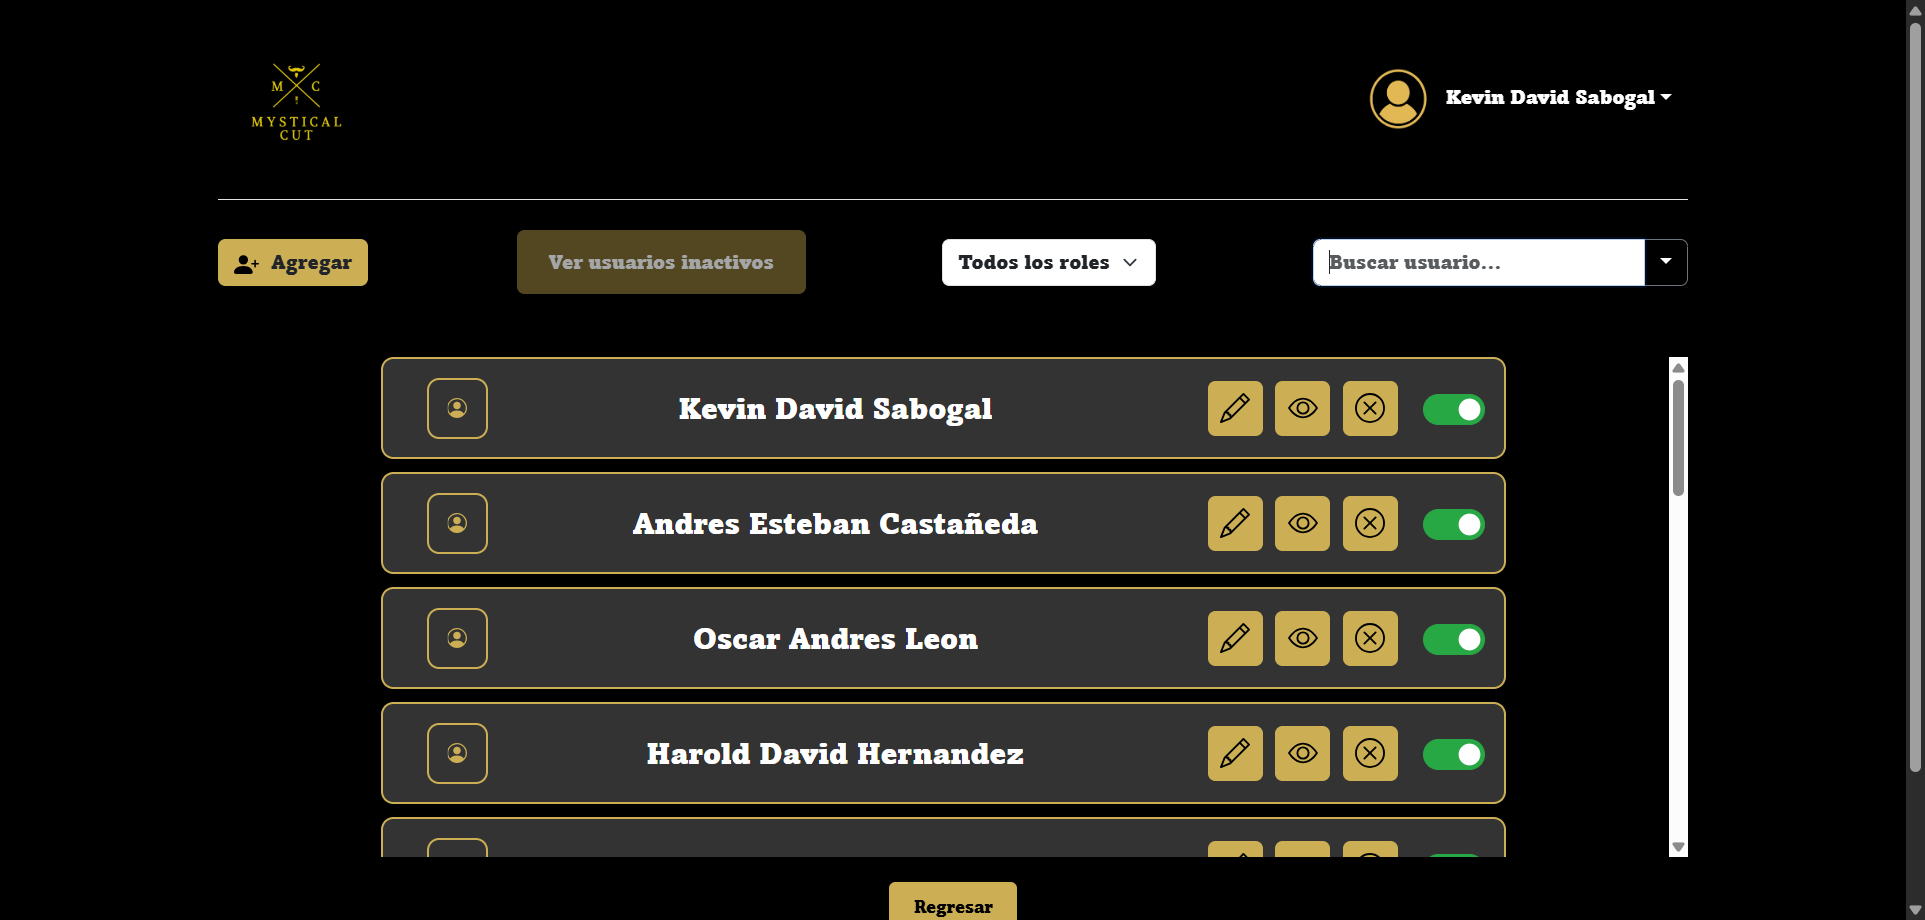 M C
MYSTICAL
CUT
Kevin David Sabogal
Agregar
Ver usuarios inactivos
Todos los roles
Buscar usuario...
Kevin David Sabogal
Andres Esteban Castañeda
Oscar Andres Leon
Harold David Hernandez
Regresar